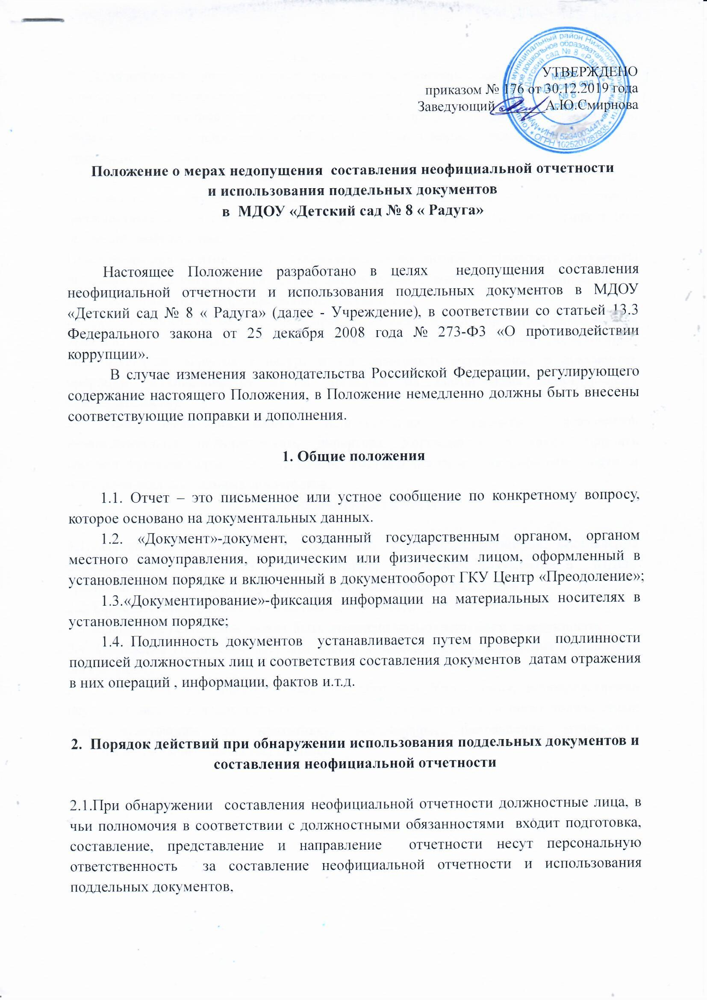 УТВЕРЖДЕНО
приказом № 176 от 30.12.2019 года
Заведующий_______А.Ю.Смирнова
муниципальный район Нижегородской области * ОГРН 1025201287935 *
дошкольное образовательное учреждение * ИНН 5234003447 *
«Детский сад № 8 «Радуга»
МДОУ
«Детский сад
№ 8
«Радуга»
Положение о мерах недопущения составления неофициальной отчетности
и использования поддельных документов
в МДОУ «Детский сад № 8 « Радуга»
Настоящее Положение разработано в целях недопущения составления
неофициальной отчетности и использования поддельных документов в МДОУ
«Детский сад № 8 « Радуга» (далее - Учреждение), в соответствии со статьей 13.3
Федерального закона от 25 декабря 2008 года № 273-ФЗ «О противодействии
коррупции».
В случае изменения законодательства Российской Федерации, регулирующего
содержание настоящего Положения, в Положение немедленно должны быть внесены
соответствующие поправки и дополнения.
1. Общие положения
1.1. Отчет – это письменное или устное сообщение по конкретному вопросу,
которое основано на документальных данных.
1.2. «Документ»-документ, созданный государственным органом, органом
местного самоуправления, юридическим или физическим лицом, оформленный в
установленном порядке и включенный в документооборот ГКУ Центр «Преодоление»;
1.3.«Документирование»-фиксация информации на материальных носителях в
установленном порядке;
1.4. Подлинность документов устанавливается путем проверки подлинности
подписей должностных лиц и соответствия составления документов датам отражения
в них операций , информации, фактов и.т.д.
2. Порядок действий при обнаружении использования поддельных документов и
составления неофициальной отчетности
2.1.При обнаружении составления неофициальной отчетности должностные лица, в
чьи полномочия в соответствии с должностными обязанностями входит подготовка,
составление, представление и направление отчетности несут персональную
ответственность за составление неофициальной отчетности и использования
поддельных документов,